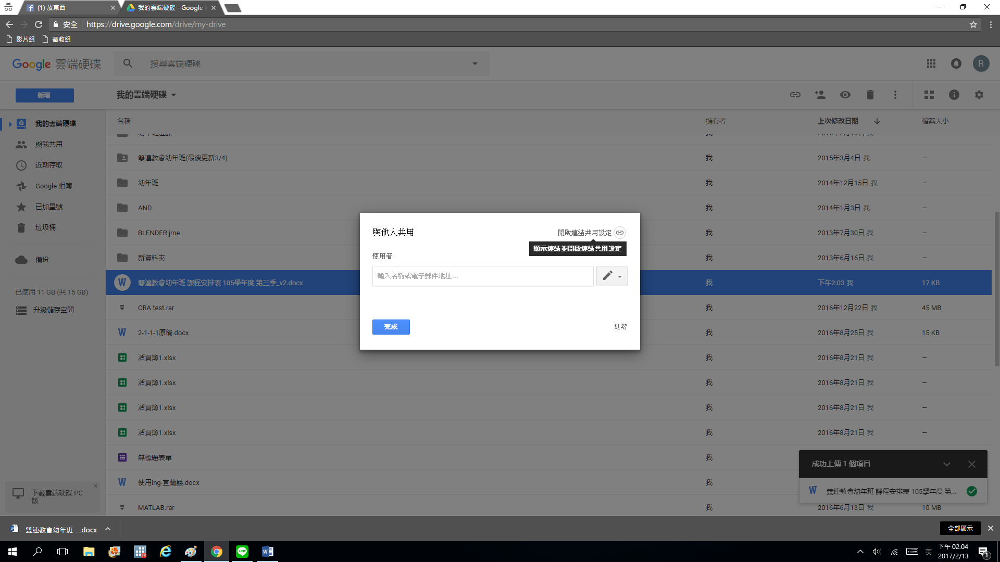 (1) 放東西
我的雲端硬碟 - Google
安全
https://drive.google.com/drive/my-drive
影片組
衛教組
Google 雲端硬碟
搜尋雲端硬碟
R
新增
我的雲端硬碟
我的雲端硬碟
與我共用
近期存取
Google 相簿
已加星號
垃圾桶
備份
已使用 11 GB (共 15 GB)
升級儲存空間
下載雲端硬碟 PC
版
名稱 擁有者 上次修改日期 檔案大小
雙連教會幼年班(最後更新3/4) 我 2015年3月4日 我 —
幼年班 我 2014年12月15日 我 —
AND 我 2014年1月3日 我 —
BLENDER jme 我 2013年7月30日 我 —
新資料夾 我 2013年6月16日 我 —
雙連教會幼年班 課程安排表 105學年度 第三季_v2.docx 我 下午2:03 我 17 KB
CRA test.rar 我 2016年12月22日 我 45 MB
2-1-1-1原稿.docx 我 2016年8月25日 我 15 KB
活頁簿1.xlsx 我 2016年8月21日 我 —
活頁簿1.xlsx 我 2016年8月21日 我 —
活頁簿1.xlsx 我 2016年8月21日 我 —
活頁簿1.xlsx 我 2016年8月21日 我 —
無標題表單 我
使用ing-宜蘭縣.docx 我
MATLAB.rar 我 2016年6月13日 我 10 MB
與他人共用
開啟連結共用設定
顯示連結並開啟連結共用設定
使用者
輸入名稱或電子郵件地址...
完成
進階
成功上傳 1 個項目
雙連教會幼年班 課程安排表 105學年度 第...
雙連教會幼年班 ....docx
全部顯示
14
LINE
英
下午 02:04
2017/2/13
1